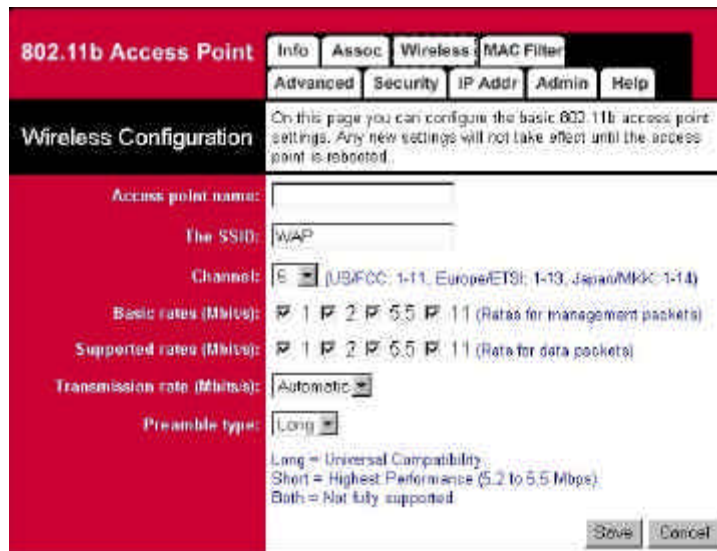 802.11b Access Point
Info Assoc Wireless MAC Filter
Advanced Security IP Addr Admin Help
Wireless Configuration
On this page you can configure the basic 802.11b access point
settings. Any new settings will not take effect until the access
point is rebooted.
Access point name:
The SSID: WAP
Channel: 6 (US/FCC: 1-11, Europe/ETSI: 1-13, Japan/MKK: 1-14)
Basic rates (Mbit/s): 1 2 5.5 11 (Rates for management packets)
Supported rates (Mbit/s): 1 2 5.5 11 (Rate for data packets)
Transmission rate (Mbits/s): Automatic
Preamble type: Long
Long = Universal Compatibility
Short = Highest Performance (5.2 to 5.5 Mbps)
Both = Not fully supported
Save Cancel